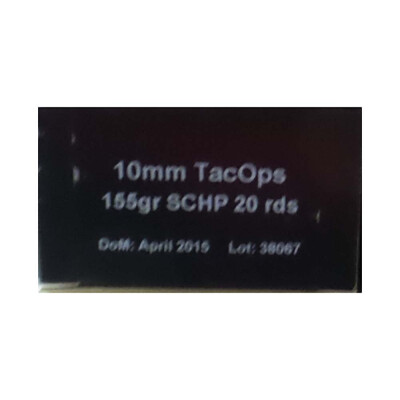 10mm TacOps
155gr SCHP 20 rds
DoM: April 2015 Lot: 38067